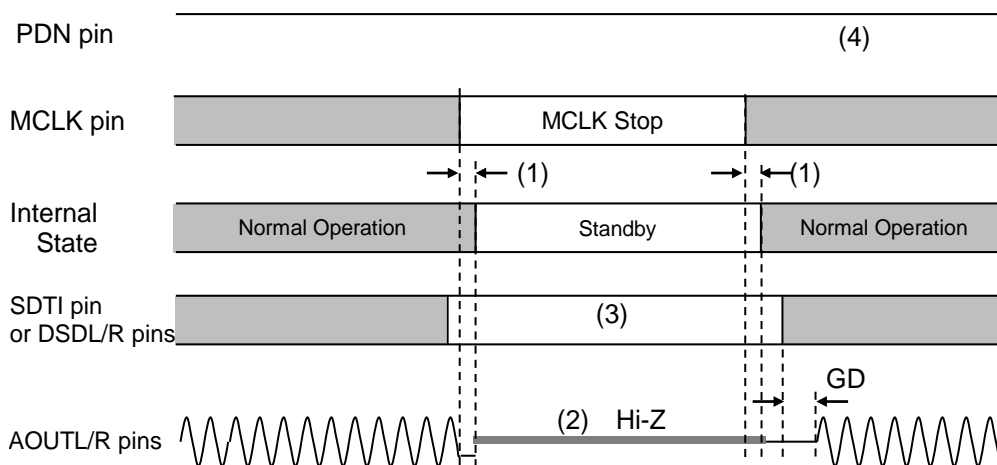 PDN pin
(4)
MCLK pin
MCLK Stop
(1)
(1)
Internal
State
Normal Operation
Standby
Normal Operation
SDTI pin
or DSDL/R pins
(3)
GD
AOUTL/R pins
(2) Hi-Z